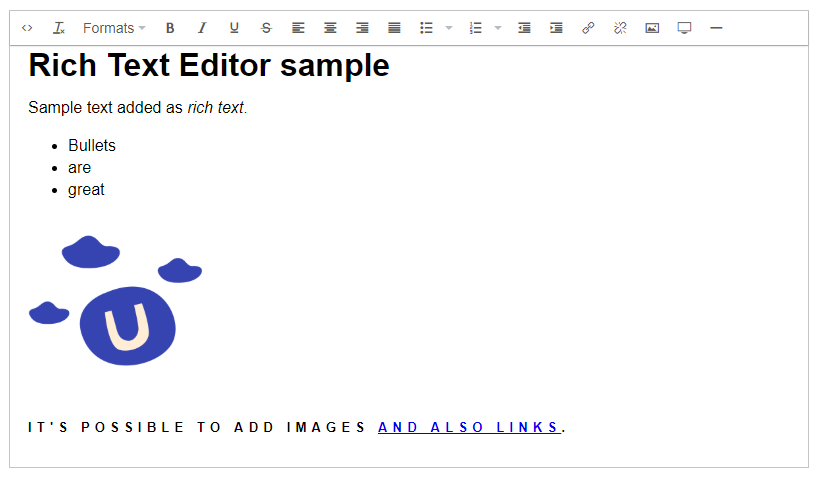 Formats
Rich Text Editor sample
Sample text added as rich text.
Bullets
are
great
U
IT'S POSSIBLE TO ADD IMAGES AND ALSO LINKS.